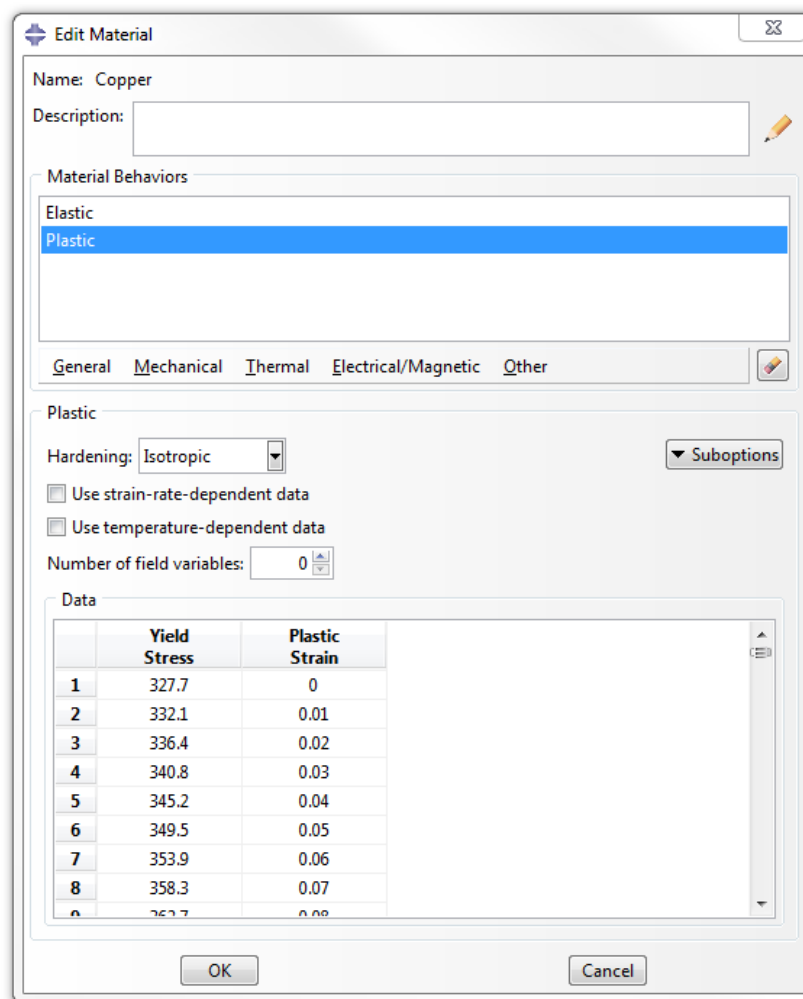 Edit Material
Name: Copper
Description:
Material Behaviors
Elastic
Plastic
General Mechanical Thermal Electrical/Magnetic Other
Plastic
Hardening: Isotropic Suboptions
Use strain-rate-dependent data
Use temperature-dependent data
Number of field variables: 0
Data
Yield Plastic
Stress Strain
1 327.7 0
2 332.1 0.01
3 336.4 0.02
4 340.8 0.03
5 345.2 0.04
6 349.5 0.05
7 353.9 0.06
8 358.3 0.07
OK Cancel